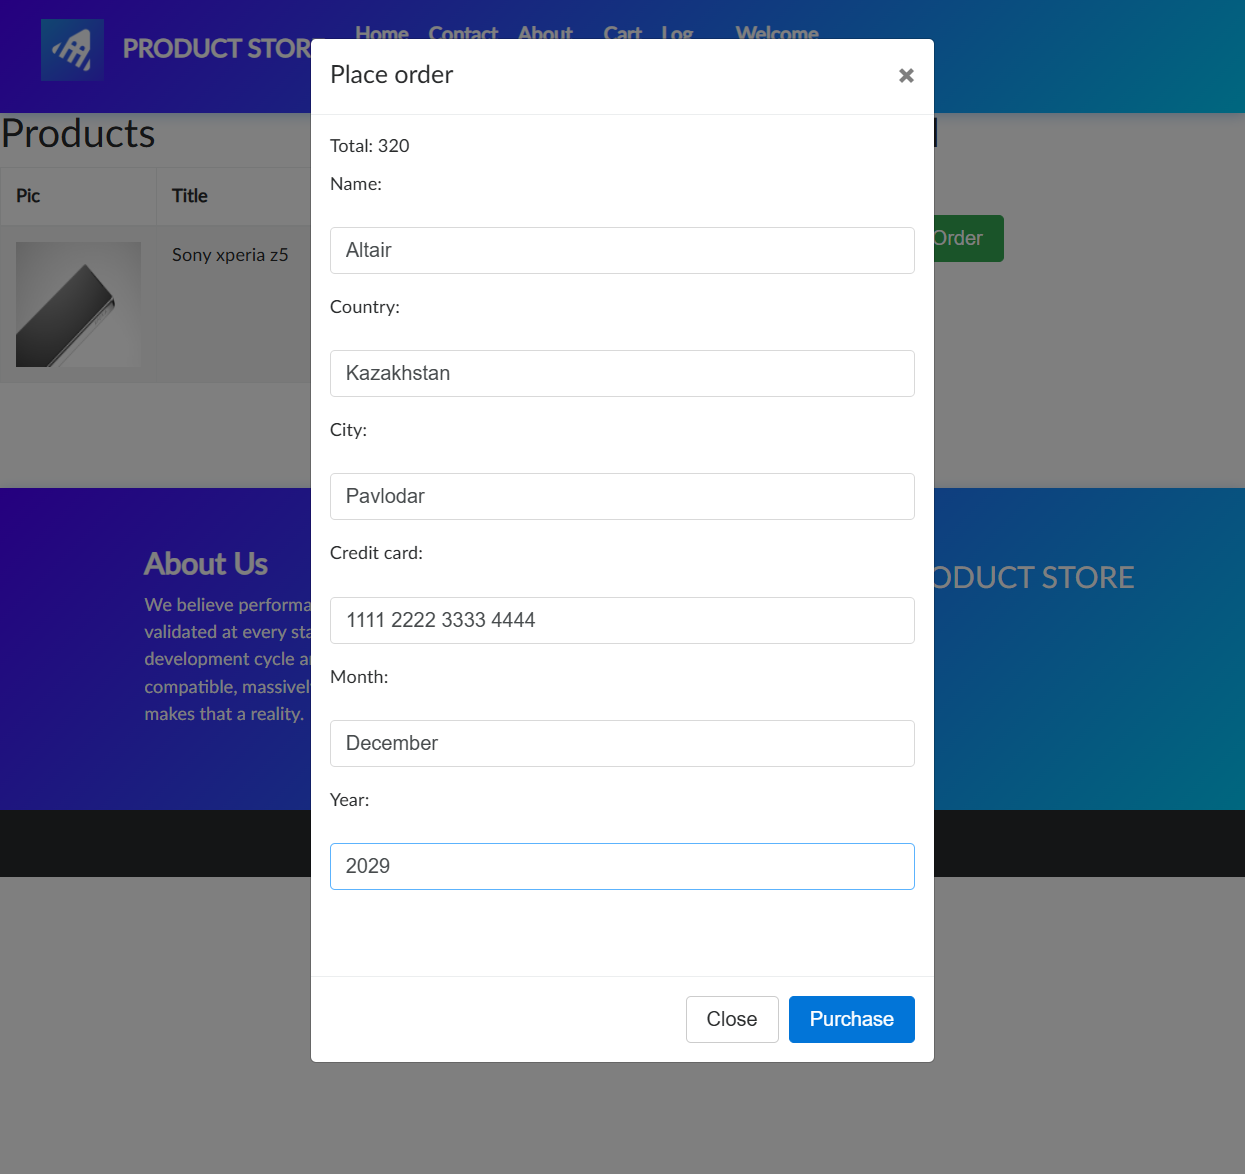 PRODUCT STOR
Home Contact About Cart Log Welcome
Place order
Products
Total: 320
Name:
Pic Title
Altair
Sony xperia z5
Order
Country:
Kazakhstan
City:
Pavlodar
Credit card:
About Us
ODUCT STORE
We believe performa
1111 2222 3333 4444
validated at every sta
development cycle a
Month:
compatible, massivel
makes that a reality.
December
Year:
2029
Close Purchase